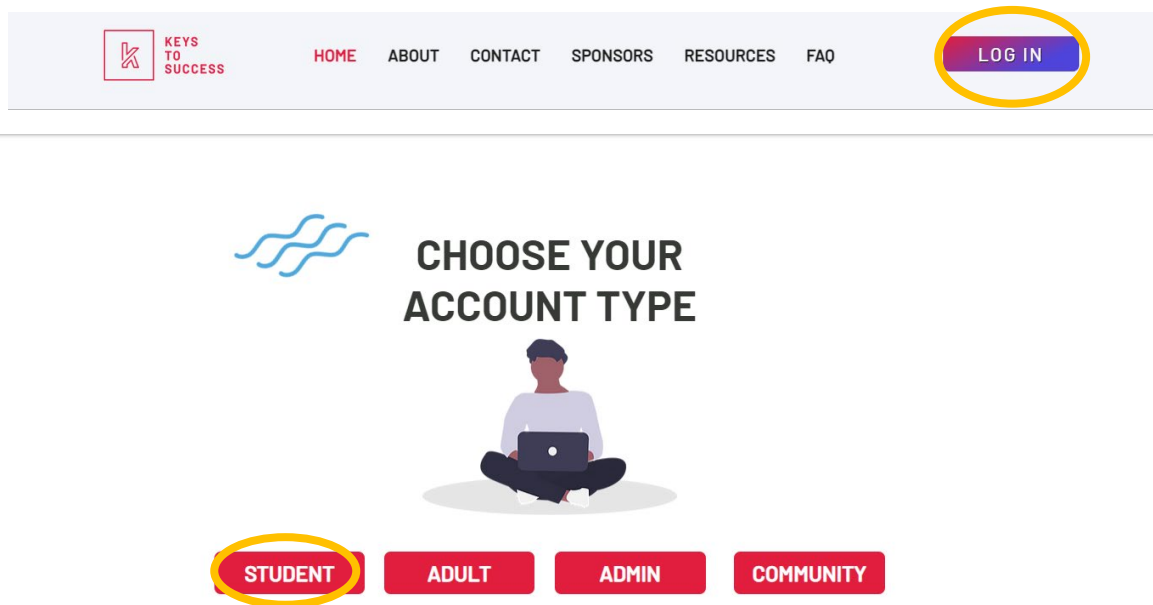 KEYS
TO
SUCCESS
HOME ABOUT CONTACT SPONSORS RESOURCES FAQ LOG IN
CHOOSE YOUR
ACCOUNT TYPE
STUDENT ADULT ADMIN COMMUNITY